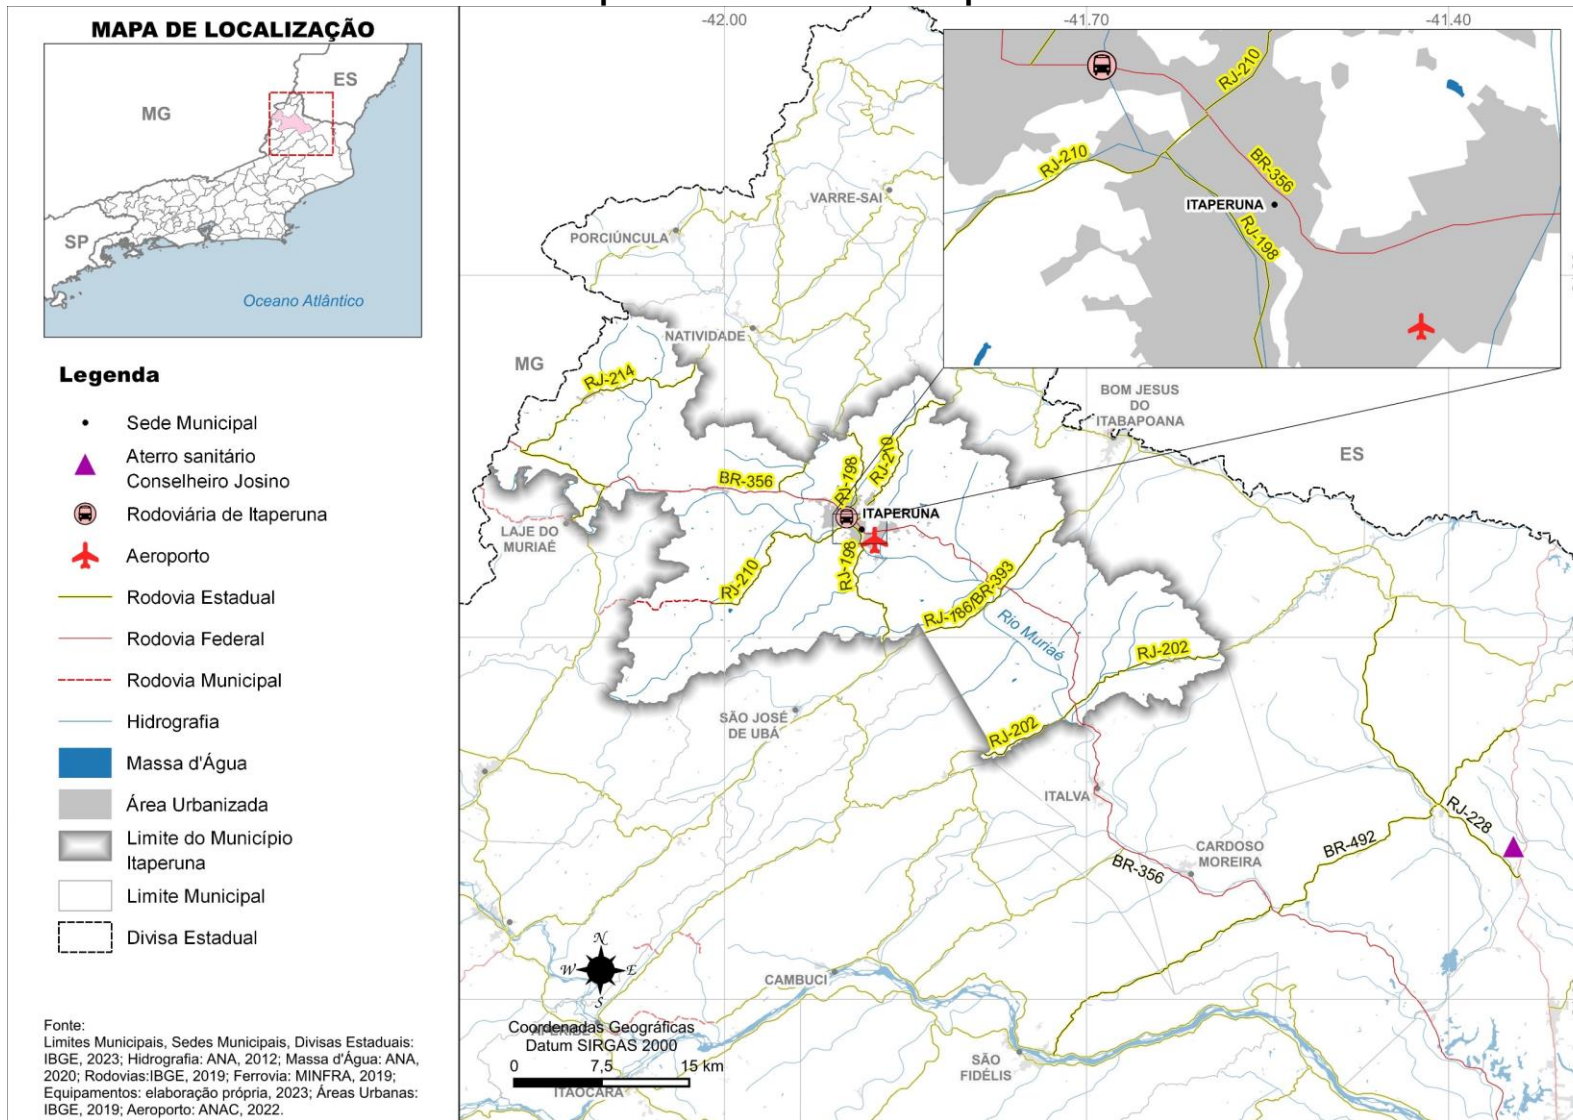 MAPA DE LOCALIZAÇÃO
MG
ES
SP
Oceano Atlântico
Legenda
Sede Municipal
Aterro sanitário
Conselheiro Josino
Rodoviária de Itaperuna
Aeroporto
Rodovia Estadual
Rodovia Federal
Rodovia Municipal
Hidrografia
Massa d'Água
Área Urbanizada
Limite do Município
Itaperuna
Limite Municipal
Divisa Estadual
Fonte:
Limites Municipais, Sedes Municipais, Divisas Estaduais:
IBGE, 2023; Hidrografia: ANA, 2012; Massa d'Água: ANA,
2020; Rodovias:IBGE, 2019; Ferrovia: MINFRA, 2019;
Equipamentos: elaboração própria, 2023; Áreas Urbanas:
IBGE, 2019; Aeroporto: ANAC, 2022.
-42.00
-41.70
-41.40
RJ-210
RJ-210
BR-356
ITAPERUNA
RJ-198
VARRE-SAI
PORCIÚNCULA
NATIVIDADE
MG
RJ-214
BOM JESUS
DO
ITABAPOANA
ES
BR-356
RJ-198
RJ-210
ITAPERUNA
LAJE DO
MURIAÉ
RJ-210
RJ-198
RJ-186/BR-393
Rio Muriaé
RJ-202
SÃO JOSÉ
DE UBÁ
RJ-202
ITALVA
RJ-228
BR-492
CARDOSO
MOREIRA
BR-356
N
W
E
S
CAMBUCI
APERIBÉ
Coordenadas Geográficas
Datum SIRGAS 2000
0 7,5 15 km
ITAOCARA
SÃO
FIDÉLIS